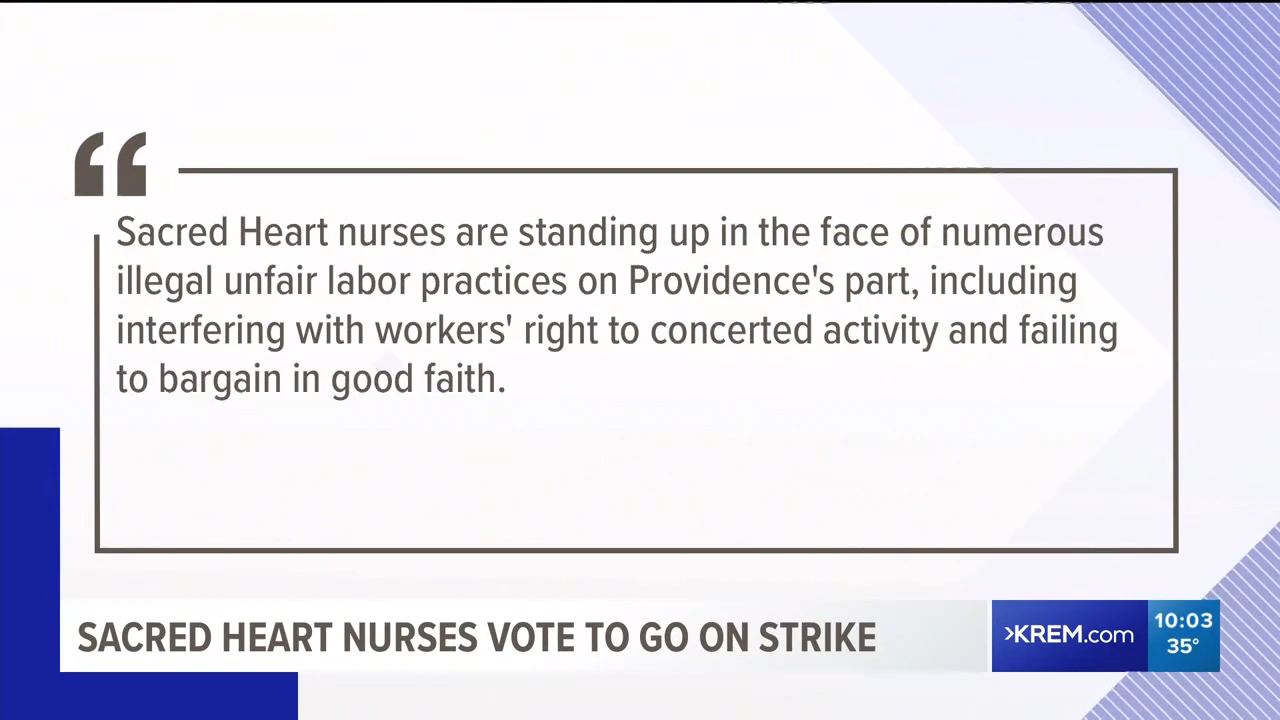 “
Sacred Heart nurses are standing up in the face of numerous
illegal unfair labor practices on Providence's part, including
interfering with workers' right to concerted activity and failing
to bargain in good faith.
SACRED HEART NURSES VOTE TO GO ON STRIKE
KREM.com
10:03
35°